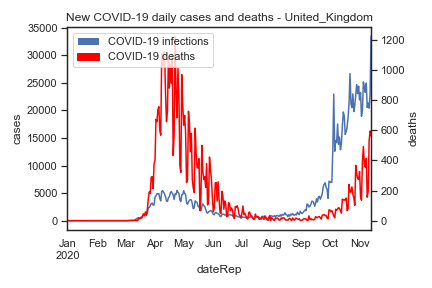 New COVID-19 daily cases and deaths - United_Kingdom
COVID-19 infections
COVID-19 deaths
35000
30000
25000
20000
15000
10000
5000
0
cases
1200
1000
800
600
400
200
0
deaths
Jan Feb Mar Apr May Jun Jul Aug Sep Oct Nov
2020
dateRep